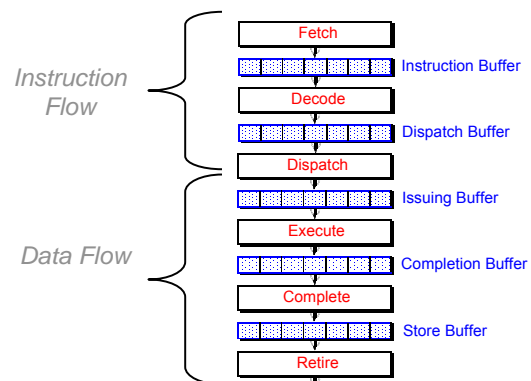 Fetch
Instruction Buffer
Instruction
Flow
Decode
Dispatch Buffer
Dispatch
Issuing Buffer
Execute
Data Flow
Completion Buffer
Complete
Store Buffer
Retire